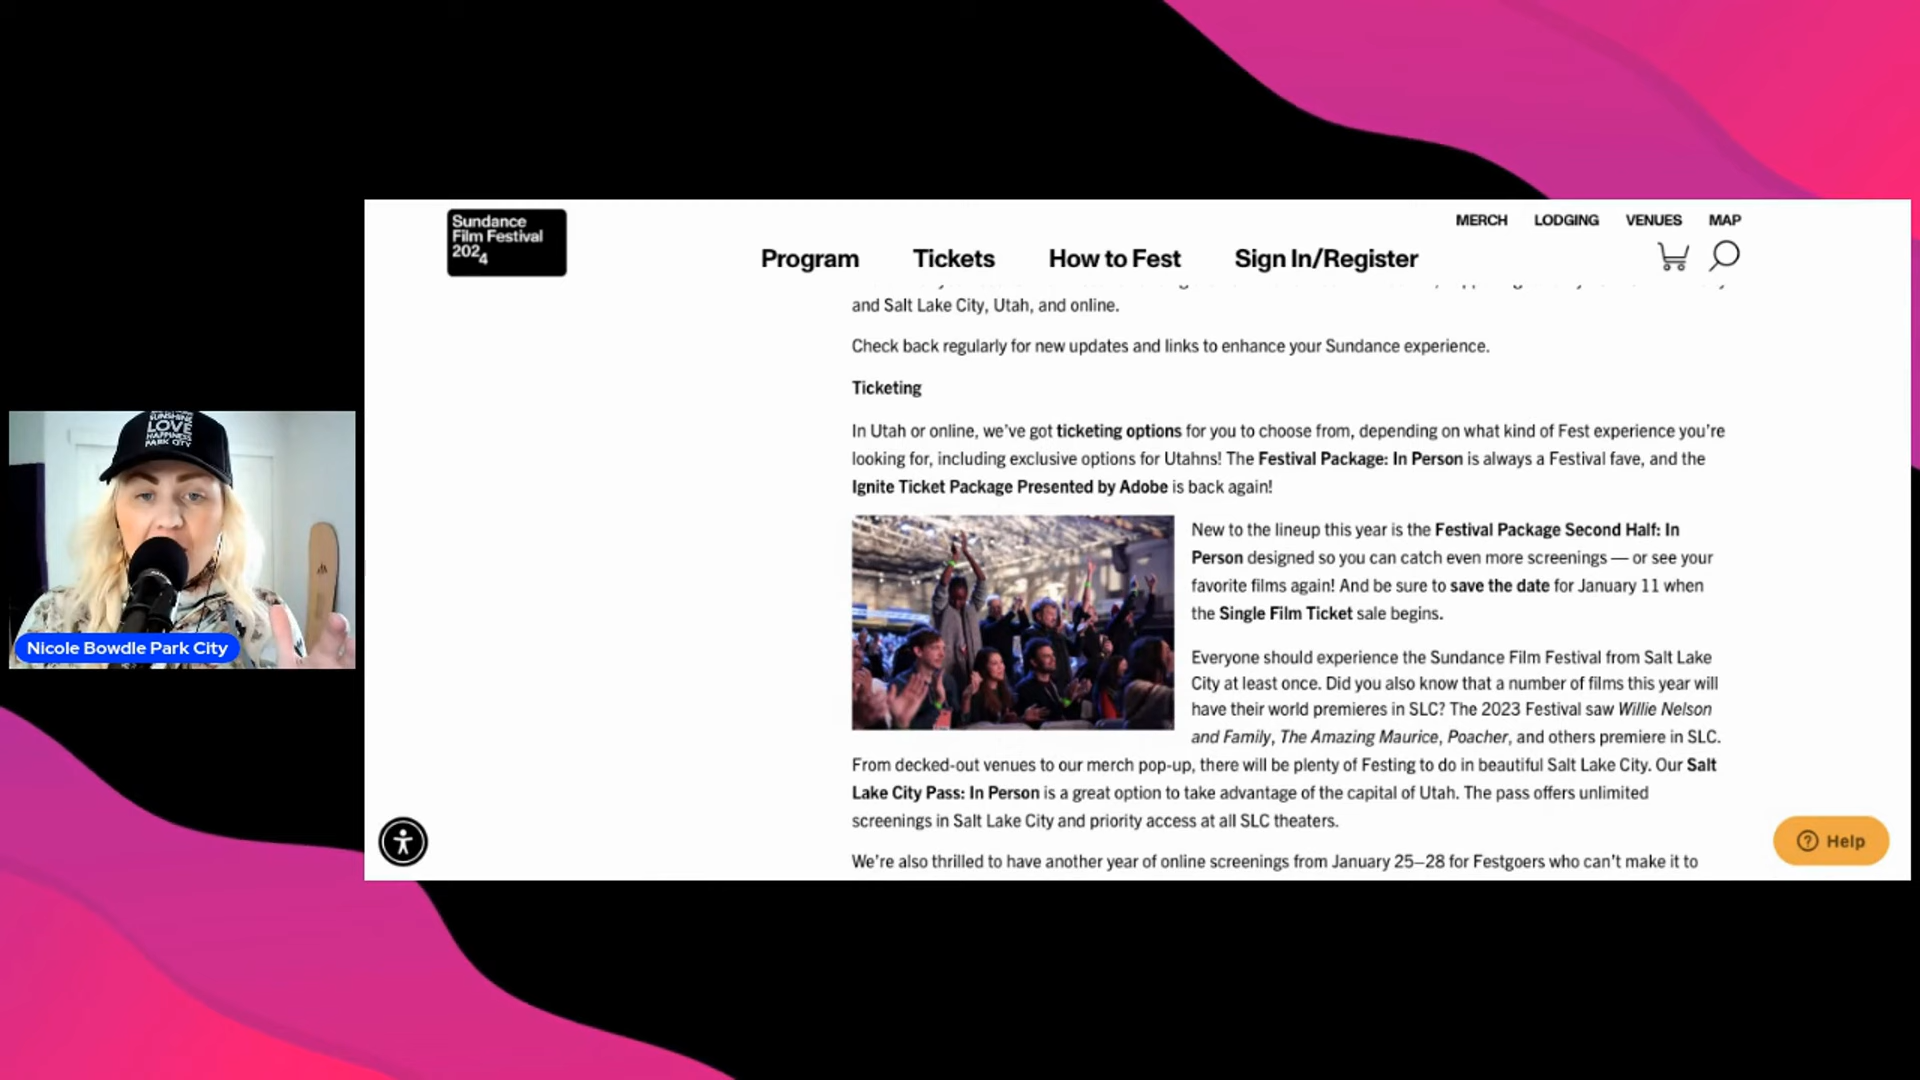 Sundance
Film Festival
2024
MERCH LODGING VENUES MAP
Program Tickets How to Fest Sign In/Register
and Salt Lake City, Utah, and online.
Check back regularly for new updates and links to enhance your Sundance experience.
Ticketing
In Utah or online, we've got ticketing options for you to choose from, depending on what kind of Fest experience you're
looking for, including exclusive options for Utahns! The Festival Package: In Person is always a Festival fave, and the
Ignite Ticket Package Presented by Adobe is back again!
New to the lineup this year is the Festival Package Second Half: In
Person designed so you can catch even more screenings — or see your
favorite films again! And be sure to save the date for January 11 when
the Single Film Ticket sale begins.
Everyone should experience the Sundance Film Festival from Salt Lake
City at least once. Did you also know that a number of films this year will
have their world premieres in SLC? The 2023 Festival saw Willie Nelson
and Family, The Amazing Maurice, Poacher, and others premiere in SLC.
From decked-out venues to our merch pop-up, there will be plenty of Festing to do in beautiful Salt Lake City. Our Salt
Lake City Pass: In Person is a great option to take advantage of the capital of Utah. The pass offers unlimited
screenings in Salt Lake City and priority access at all SLC theaters.
We're also thrilled to have another year of online screenings from January 25–28 for Festgoers who can't make it to
Help
SUNSHINE
LOVE
HAPPINESS
PARK CITY
Nicole Bowdle Park City